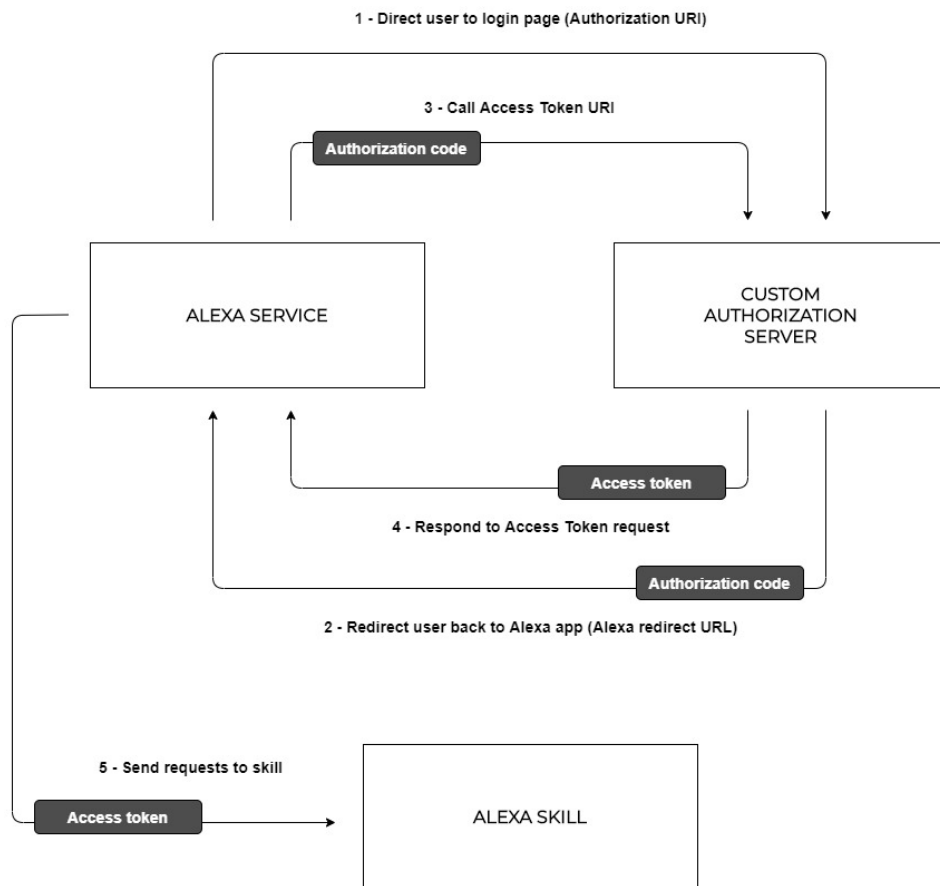 1 - Direct user to login page (Authorization URI)
3 - Call Access Token URI
Authorization code
ALEXA SERVICE
CUSTOM
AUTHORIZATION
SERVER
Access token
4 - Respond to Access Token request
Authorization code
2 - Redirect user back to Alexa app (Alexa redirect URL)
5 - Send requests to skill
Access token
ALEXA SKILL